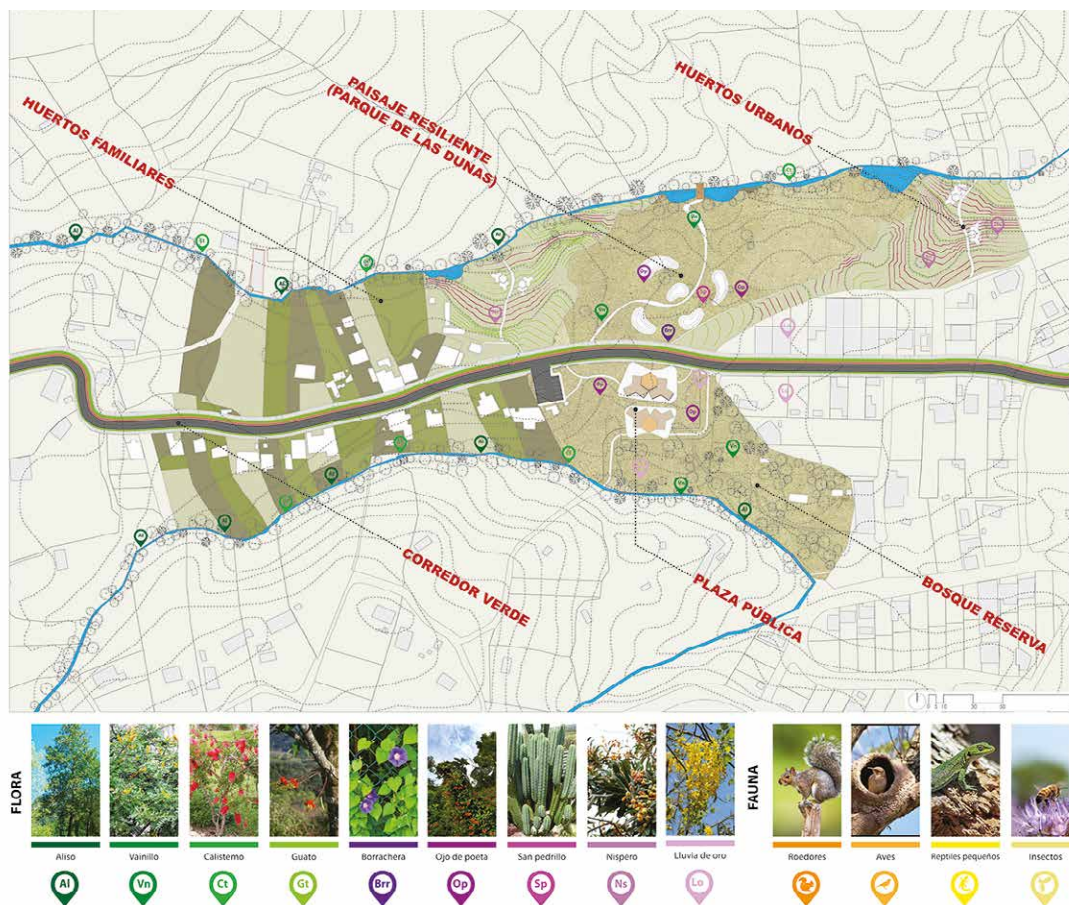 HUERTOS FAMILIARES
PAISAJE RESILIENTE
(PARQUE DE LAS DUNAS)
HUERTOS URBANOS
CORREDOR VERDE
PLAZA PÚBLICA
BOSQUE RESERVA
FLORA
Aliso
Vainillo
Calistemo
Guato
Borrachera
Ojo de poeta
San pedrillo
Nispero
Lluvia de oro
Al
Vn
Ct
Gt
Brr
Op
Sp
Ns
Lo
FAUNA
Roedores
Aves
Reptiles pequeños
Insectos